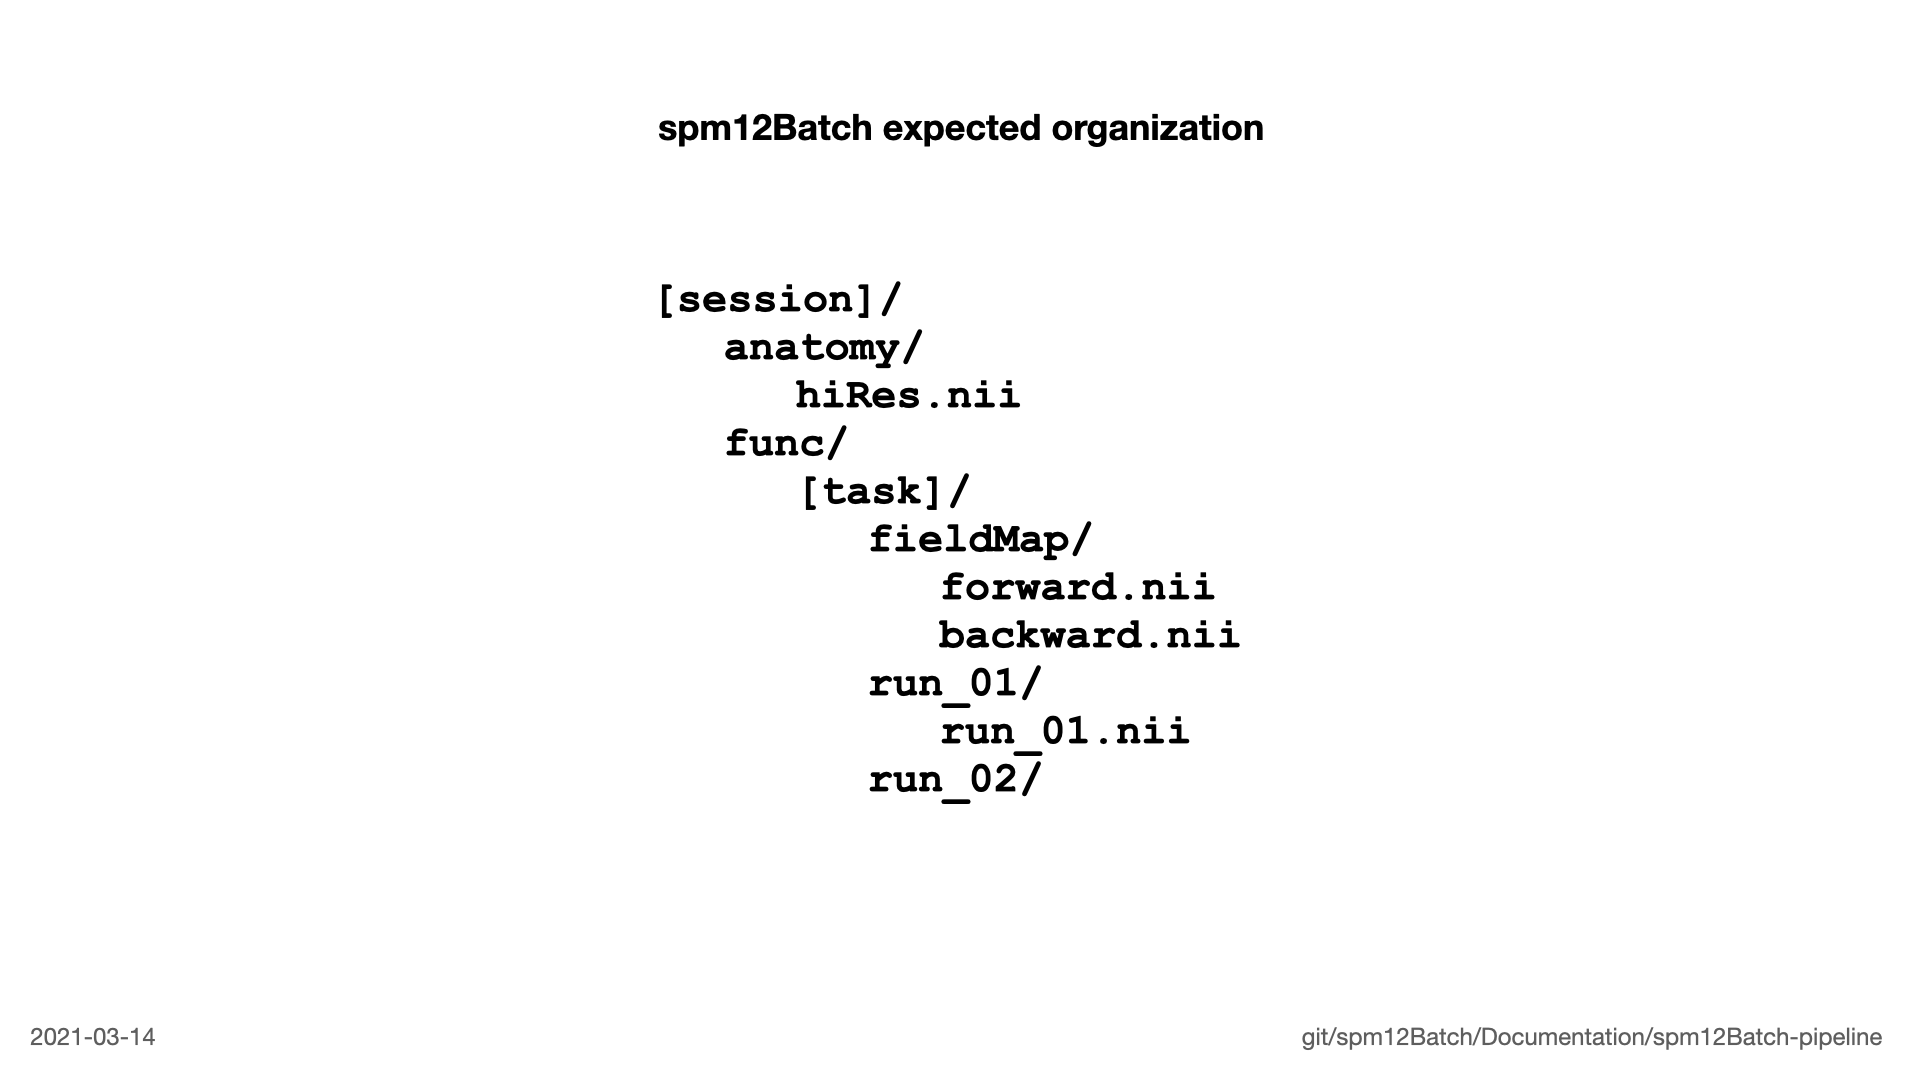 spm12Batch expected organization
[session]/
anatomy/
hiRes.nii
func/
[task]/
fieldMap/
forward.nii
backward.nii
run_01/
run_01.nii
run_02/
2021-03-14
git/spm12Batch/Documentation/spm12Batch-pipeline